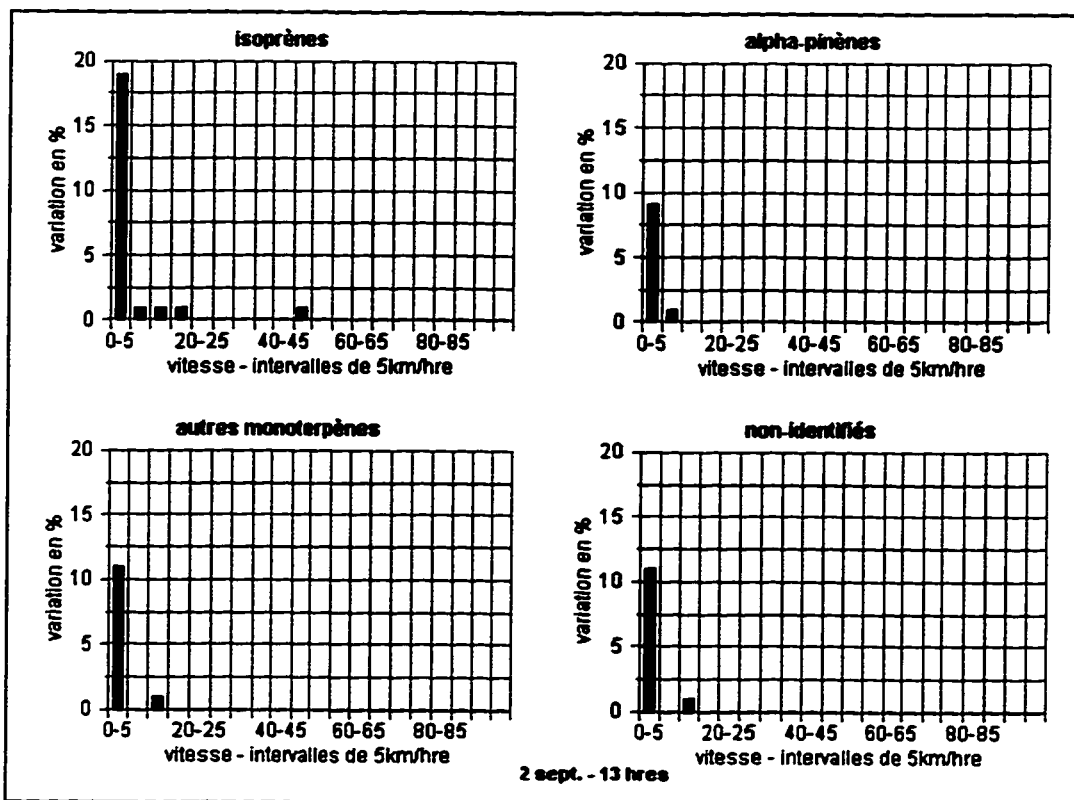 isoprènes
20
15
10
5
0
variation en %
0-5 20-25 40-45 60-65 80-85
vitesse - intervalles de 5km/hre
alpha-pinènes
20
15
10
5
0
variation en %
0-5 20-25 40-45 60-65 80-85
vitesse - intervalles de 5km/hre
autres monoterpènes
20
15
10
5
0
variation en %
0-5 20-25 40-45 60-65 80-85
vitesse - intervalles de 5km/hre
non-identifiés
20
15
10
5
0
variation en %
0-5 20-25 40-45 60-65 80-85
vitesse - intervalles de 5km/hre
2 sept. - 13 hres